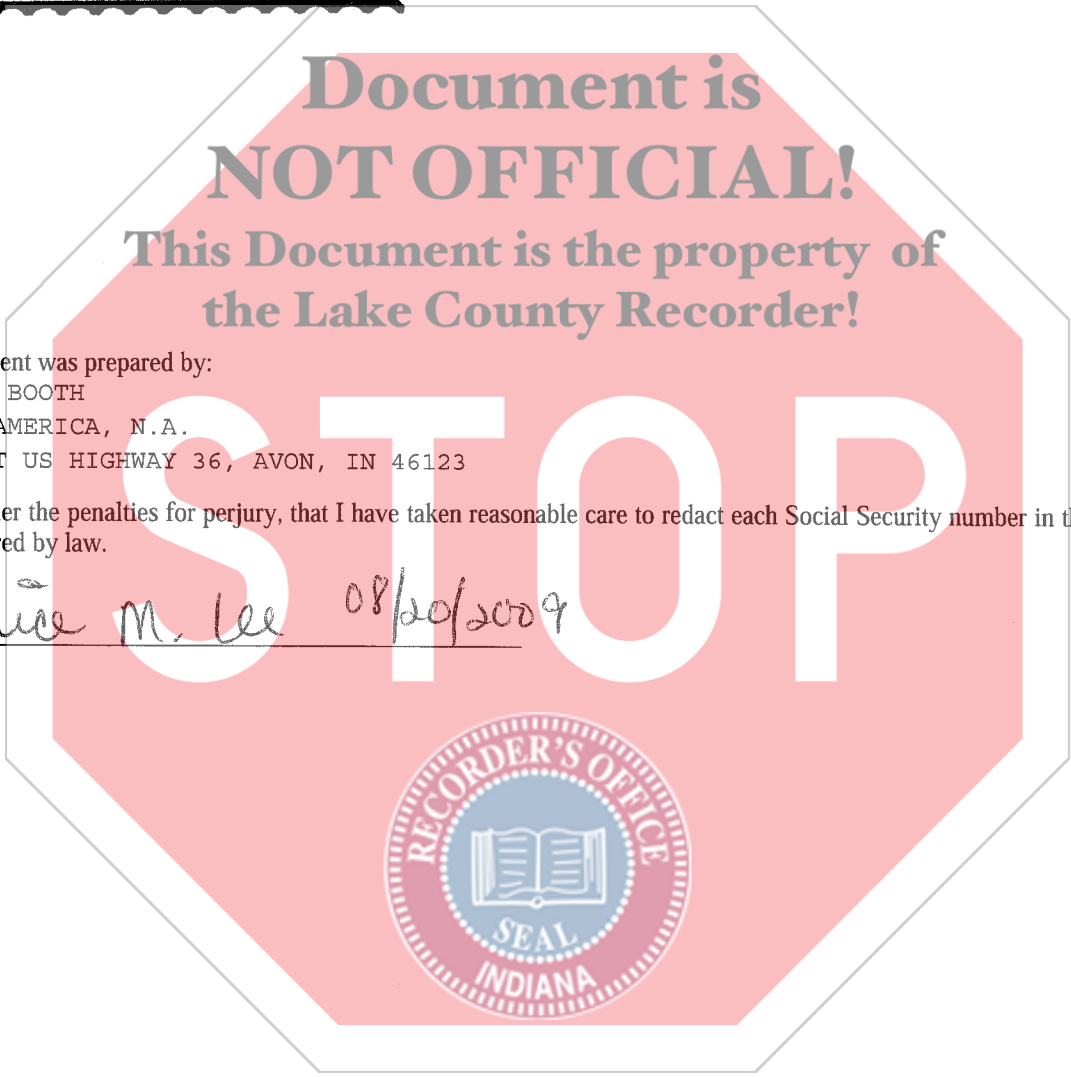 Document is
NOT OFFICIAL!
This Document is the property of
the Lake County Recorder!
ent was prepared by:
BOOTH
AMERICA, N.A.
T US HIGHWAY 36, AVON, IN 46123
STOP
er the penalties for perjury, that I have taken reasonable care to redact each Social Security number in th
ed by law.
M. Lee 08/20/2009
RECORDER'S OFFICE
SEAL
INDIANA